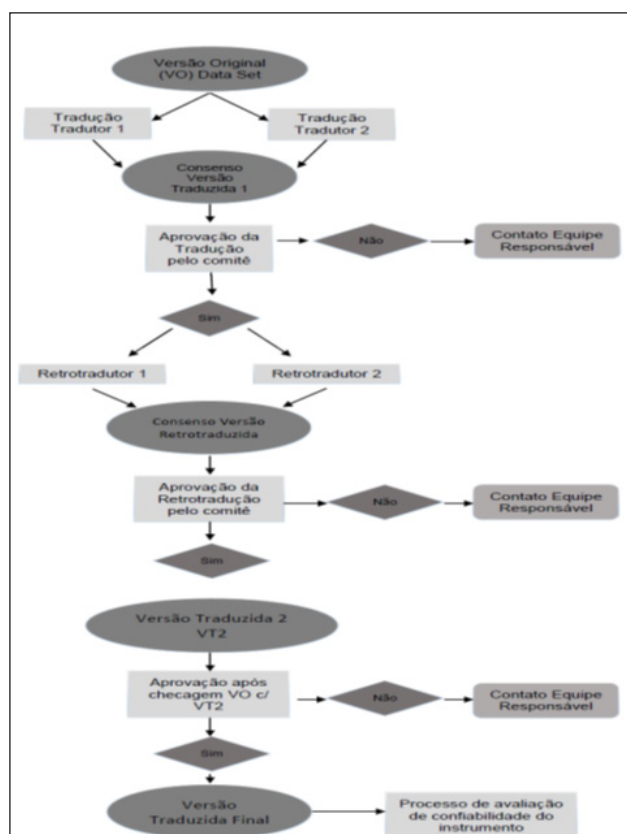 Versão Original
(VO) Data Set
Tradução
Tradutor 1
Tradução
Tradutor 2
Consenso
Versão
Traduzida 1
Aprovação da
Tradução
pelo comitê
Não
Contato Equipe
Responsável
Sim
Retrotradutor 1
Retrotradutor 2
Consenso Versão
Retrotraduzida
Aprovação da
Retrotradução
pelo comitê
Não
Contato Equipe
Responsável
Sim
Versão Traduzida 2
VT2
Aprovação após
checagem VO c/
VT2
Não
Contato Equipe
Responsável
Sim
Versão
Traduzida Final
Processo de avaliação
de confiabilidade do
instrumento